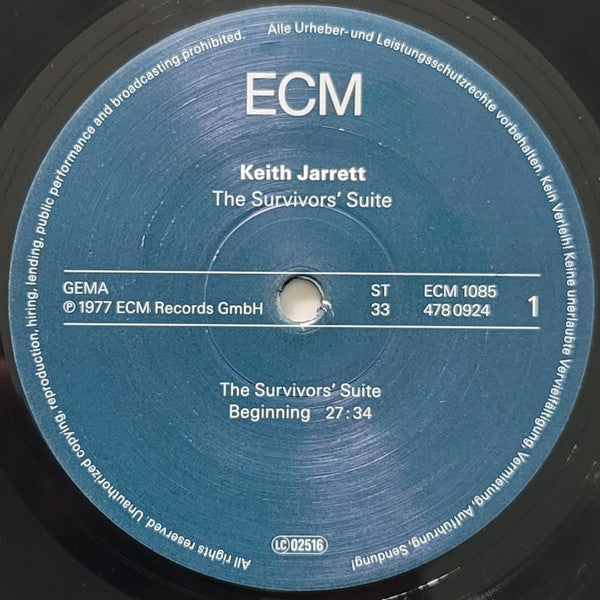 Alle Urheber- und Leistungsschutzrechte vorbehalten. Kein Verleih! Keine unerlaubte Vervielfältigung, Vermietung, Aufführung, Sendung!
ECM
Keith Jarrett
The Survivors' Suite
GEMA ST ECM 1085
℗ 1977 ECM Records GmbH 33 478 0924 1
The Survivors' Suite
Beginning 27:34
LC 02516
All rights reserved. Unauthorized copying, reproduction, hiring, lending, public performance and broadcasting prohibited.